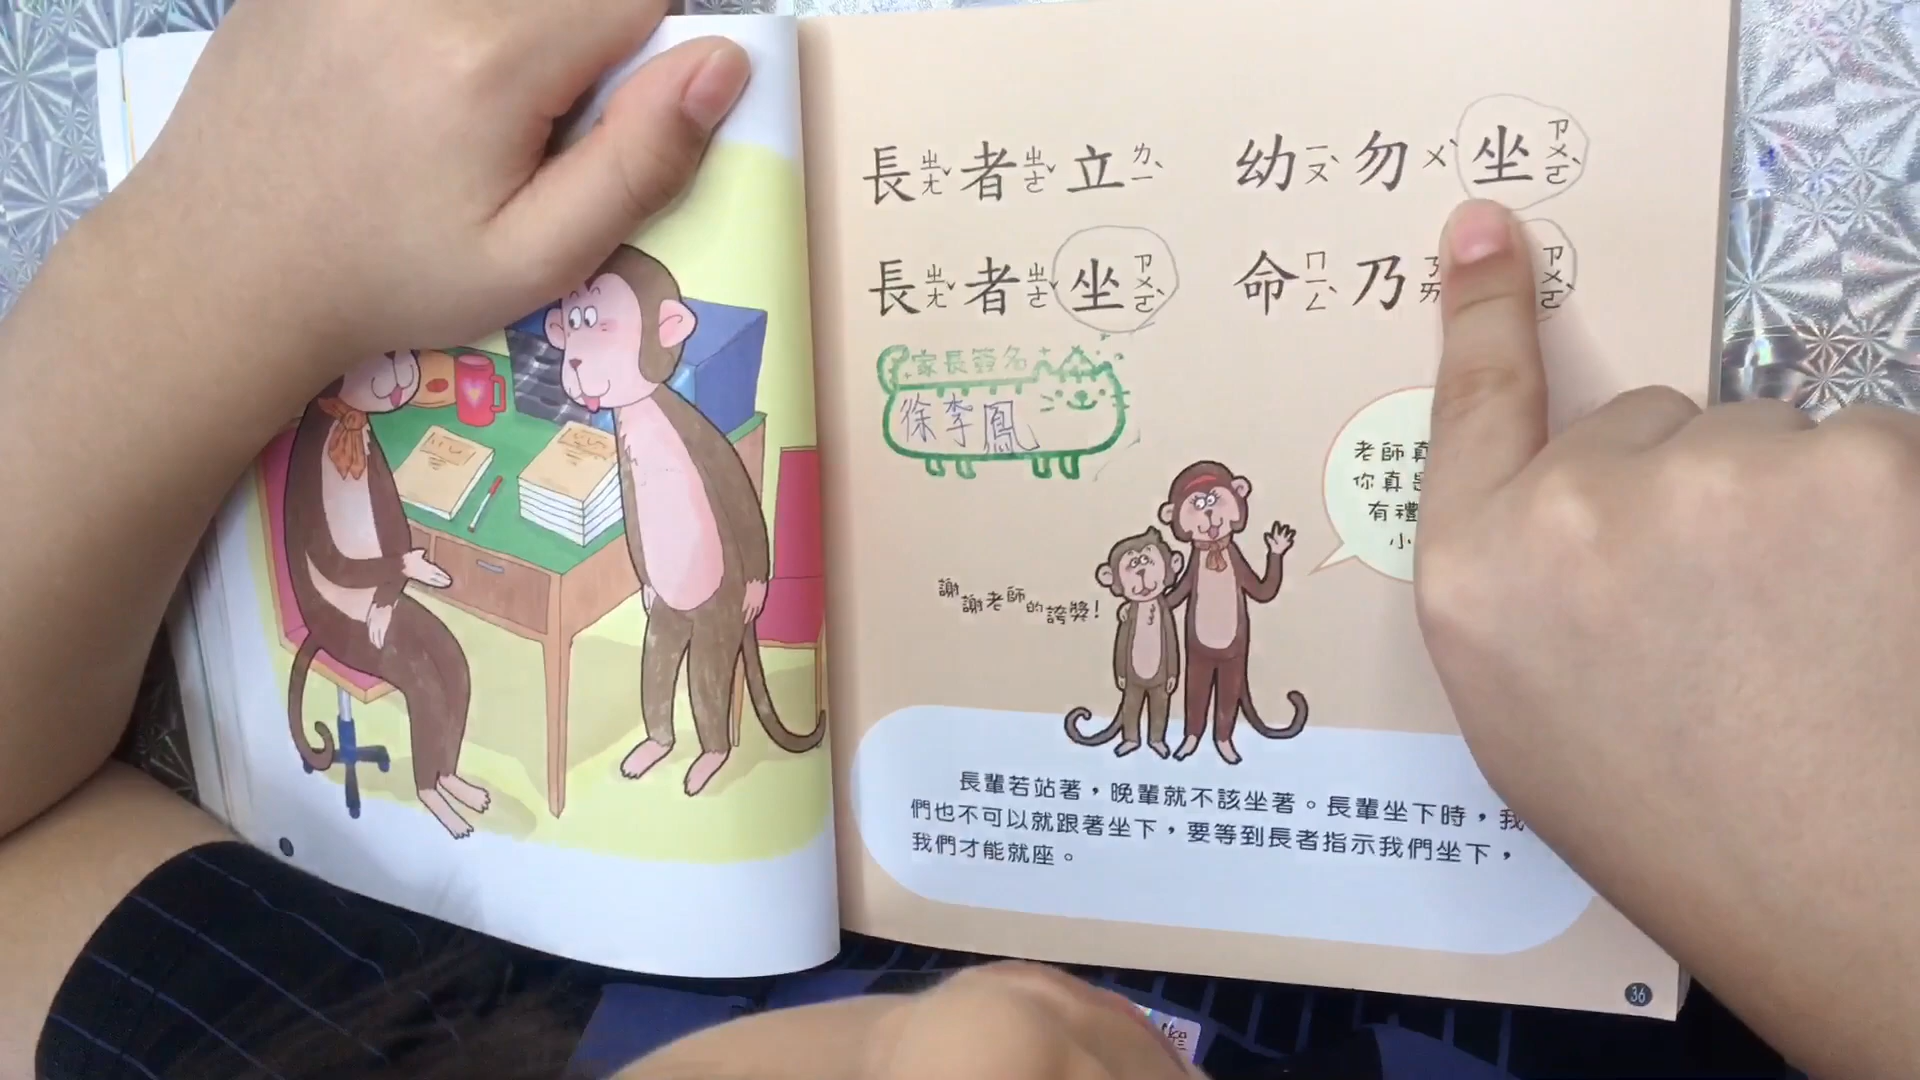 長ㄓㄤˇ者ㄓㄜˇ立ㄌㄧˋ 幼ㄧㄡˋ勿ㄨˋ坐ㄗㄨㄛˋ
長ㄓㄤˇ者ㄓㄜˇ坐ㄗㄨㄛˋ 命ㄇㄧㄥˋ乃ㄋㄞ ㄗㄨㄛˋ
家長簽名
徐李鳳
老師真
你真是
有禮
小
謝謝老師的誇獎!
長輩若站著,晚輩就不該坐著。長輩坐下時,我
們也不可以就跟著坐下,要等到長者指示我們坐下,
我們才能就座。
36